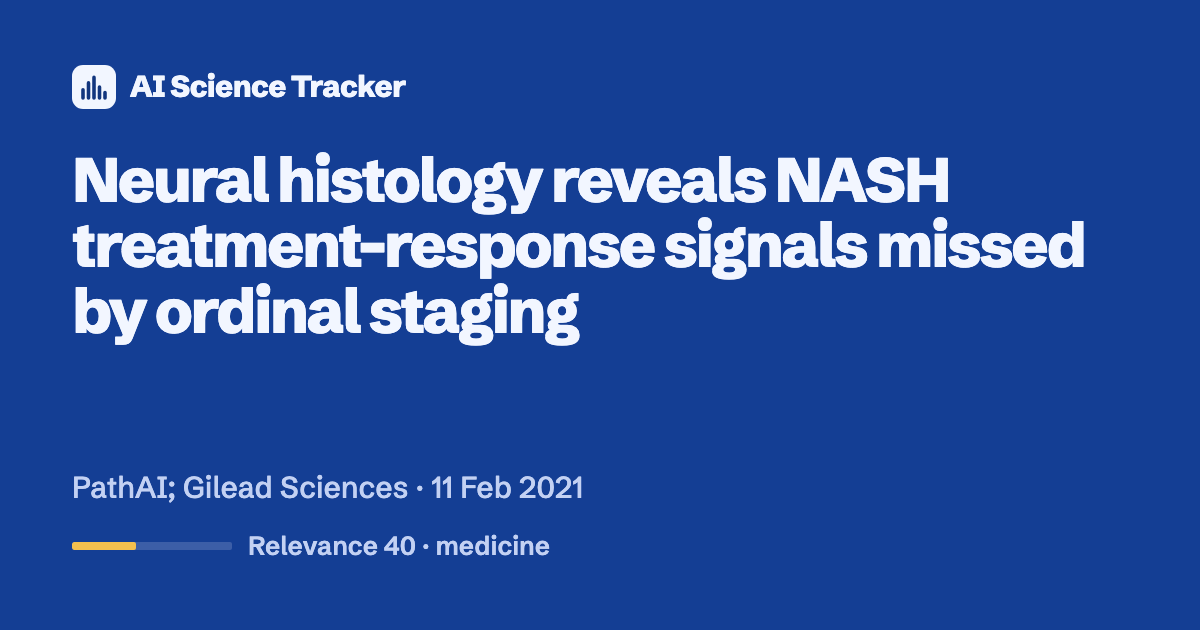 AI Science Tracker
Neural histology reveals NASH
treatment-response signals missed
by ordinal staging
PathAI; Gilead Sciences · 11 Feb 2021
Relevance 40 · medicine